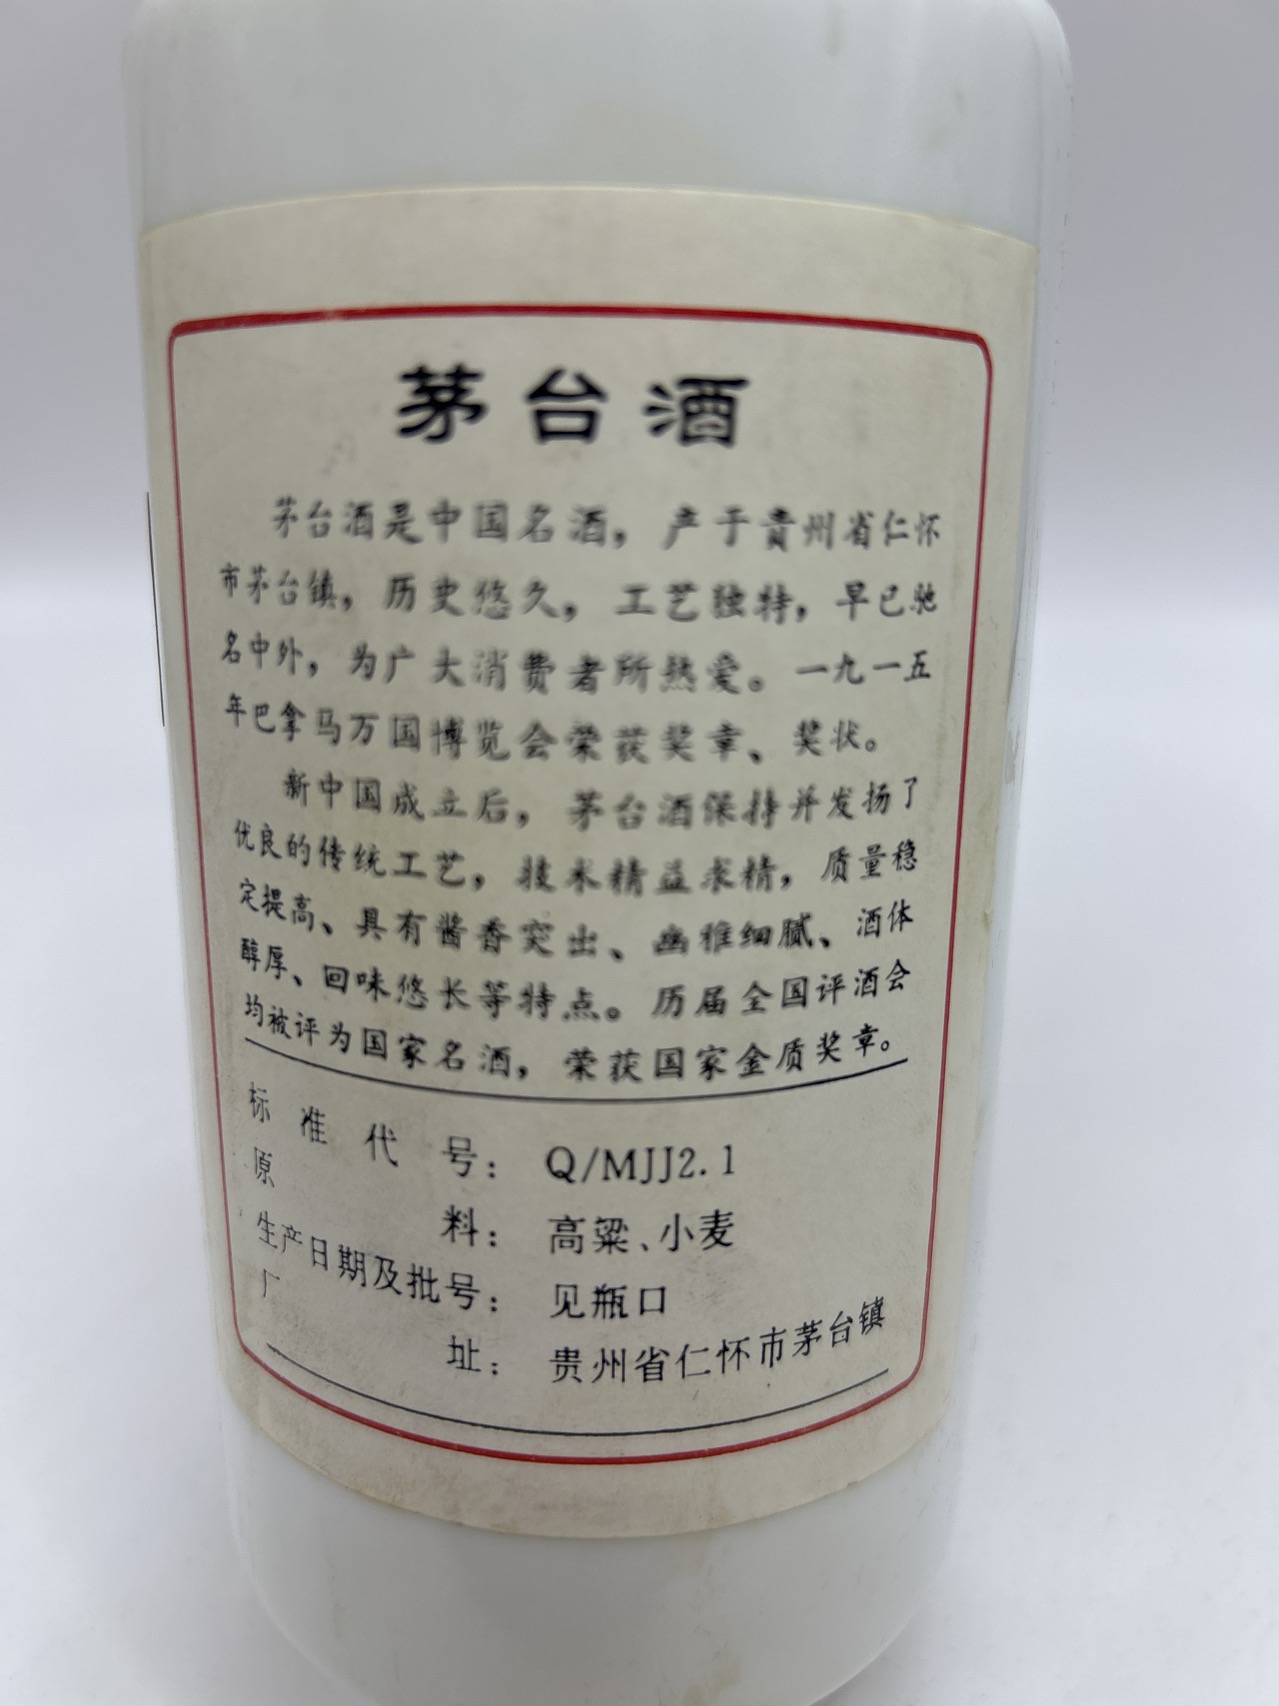 茅台酒
茅台酒是中国名酒，产于贵州省仁怀
市茅台镇，历史悠久，工艺独特，早已驰
名中外，为广大消费者所热爱。一九一五
年巴拿马万国博览会荣获奖章、奖状。
新中国成立后，茅台酒保持并发扬了
优良的传统工艺，技术精益求精，质量稳
定提高、具有酱香突出、幽雅细腻、酒体
醇厚、回味悠长等特点。历届全国评酒会
均被评为国家名酒，荣获国家金质奖章。
标准代号：Q/MJJ2.1
原料：高粱、小麦
生产日期及批号：见瓶口
厂址：贵州省仁怀市茅台镇